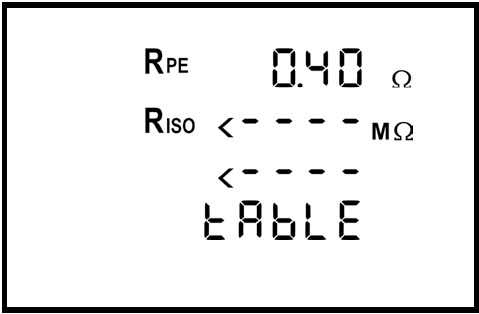 RPE 0.40 Ω
RISO <- - - - MΩ
<- - - -
tAbLE